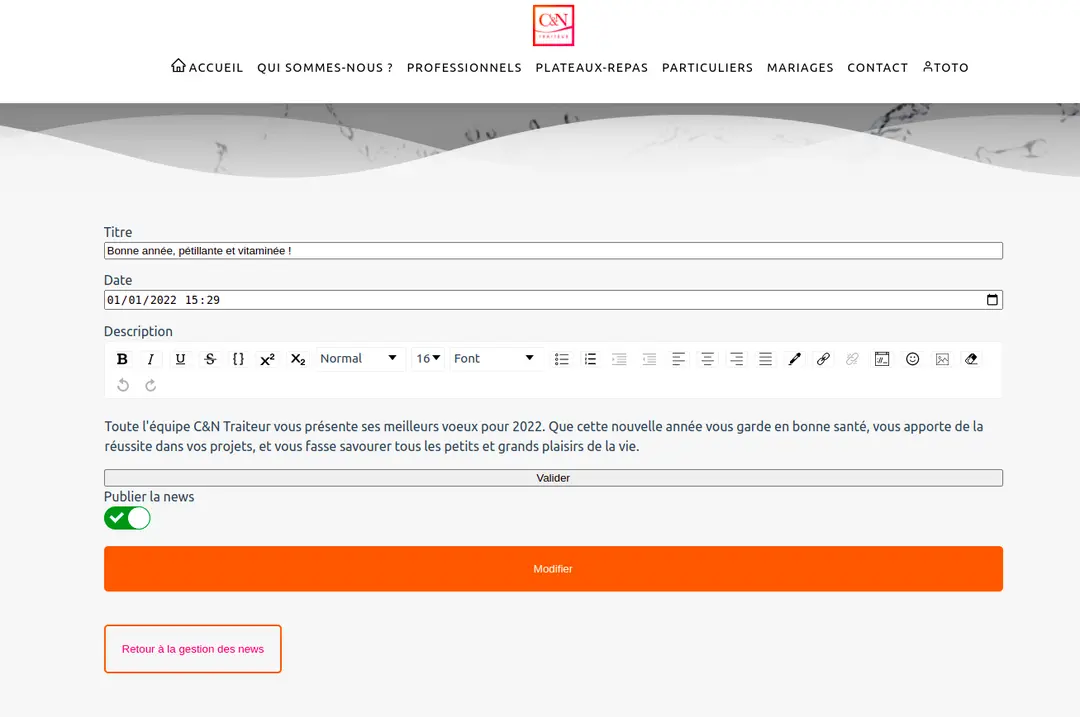 C&N
TRAITEUR
ACCUEIL QUI SOMMES-NOUS ? PROFESSIONNELS PLATEAUX-REPAS PARTICULIERS MARIAGES CONTACT TOTO
Titre
Bonne année, pétillante et vitaminée !
Date
01/01/2022 15:29
Description
B I U S {} x² x₂ Normal 16 Font
Toute l'équipe C&N Traiteur vous présente ses meilleurs voeux pour 2022. Que cette nouvelle année vous garde en bonne santé, vous apporte de la
réussite dans vos projets, et vous fasse savourer tous les petits et grands plaisirs de la vie.
Valider
Publier la news
Modifier
Retour à la gestion des news